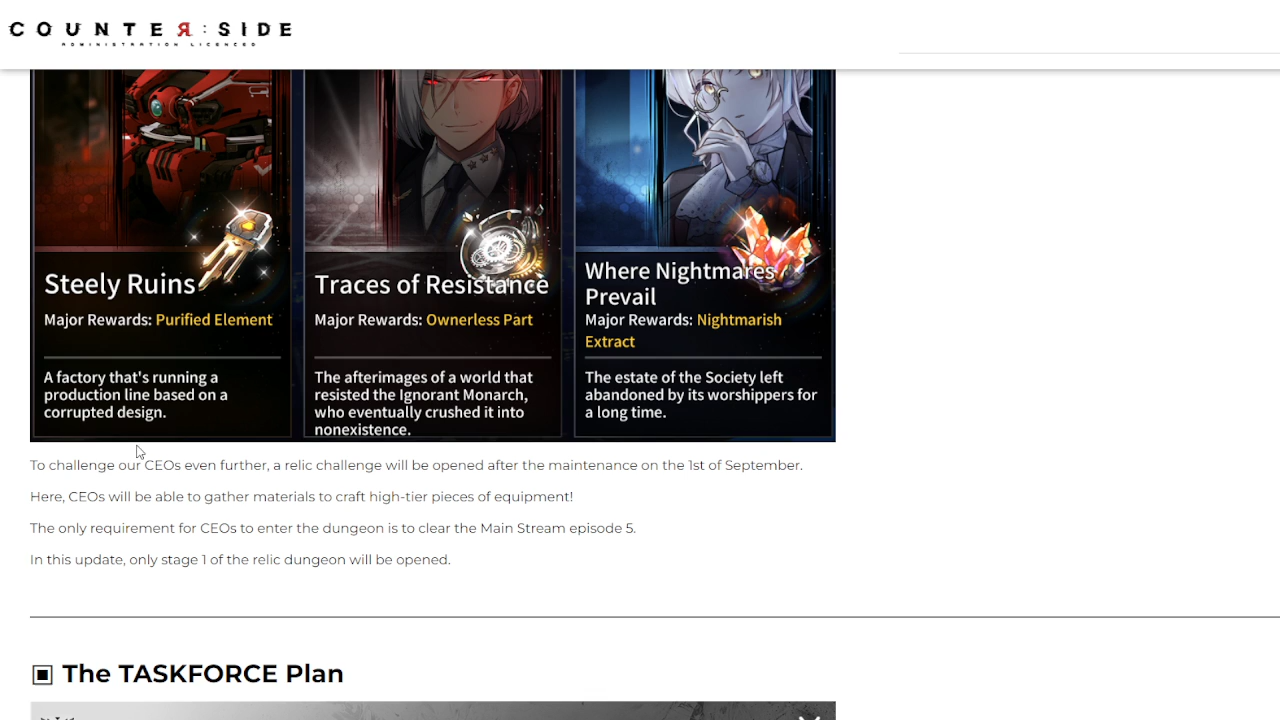 COUNTER:SIDE
ADMINISTRATION LICENCED
Steely Ruins
Major Rewards: Purified Element
A factory that's running a
production line based on a
corrupted design.
Traces of Resistance
Major Rewards: Ownerless Part
The afterimages of a world that
resisted the Ignorant Monarch,
who eventually crushed it into
nonexistence.
Where Nightmares
Prevail
Major Rewards: Nightmarish
Extract
The estate of the Society left
abandoned by its worshippers for
a long time.
To challenge our CEOs even further, a relic challenge will be opened after the maintenance on the 1st of September.
Here, CEOs will be able to gather materials to craft high-tier pieces of equipment!
The only requirement for CEOs to enter the dungeon is to clear the Main Stream episode 5.
In this update, only stage 1 of the relic dungeon will be opened.
▣ The TASKFORCE Plan